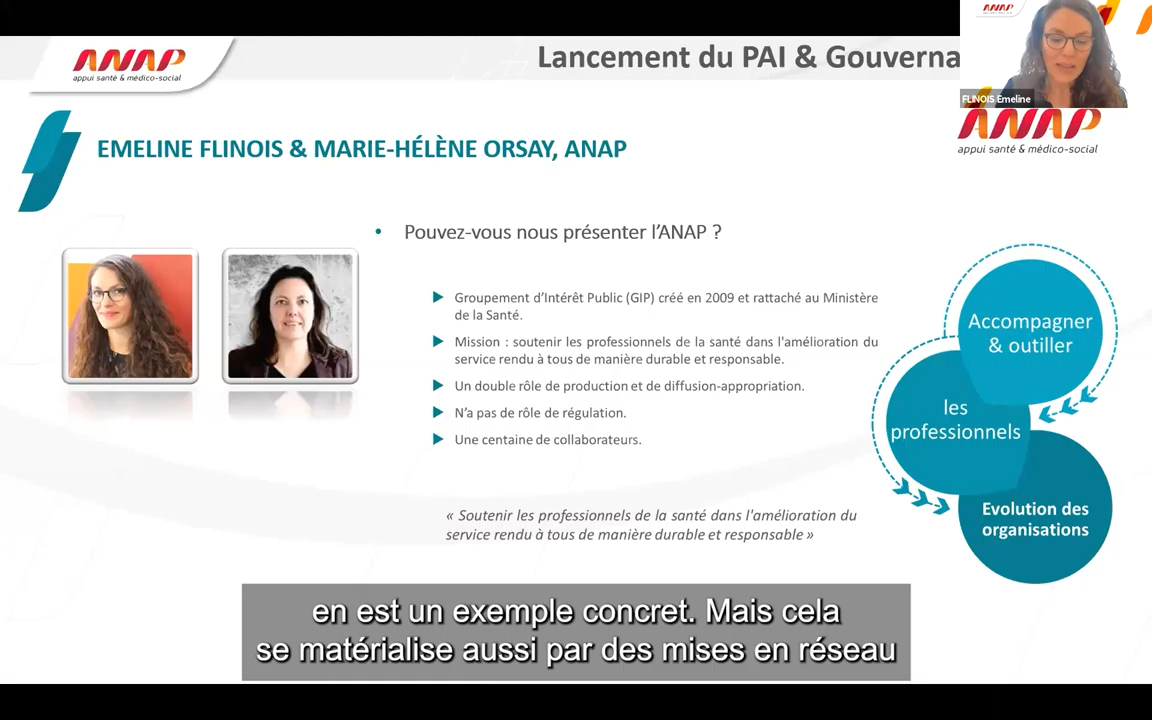 ANAP
appui santé & médico-social
Lancement du PAI & Gouverna
ANAP
FLINOIS Emeline
ANAP
appui santé & médico-social
EMELINE FLINOIS & MARIE-HÉLÈNE ORSAY, ANAP
• Pouvez-vous nous présenter l’ANAP ?
Groupement d’Intérêt Public (GIP) créé en 2009 et rattaché au Ministère
de la Santé.
Mission : soutenir les professionnels de la santé dans l'amélioration du
service rendu à tous de manière durable et responsable.
Un double rôle de production et de diffusion-appropriation.
N’a pas de rôle de régulation.
Une centaine de collaborateurs.
« Soutenir les professionnels de la santé dans l'amélioration du
service rendu à tous de manière durable et responsable »
Accompagner
& outiller
les
professionnels
Evolution des
organisations
en est un exemple concret. Mais cela
se matérialise aussi par des mises en réseau